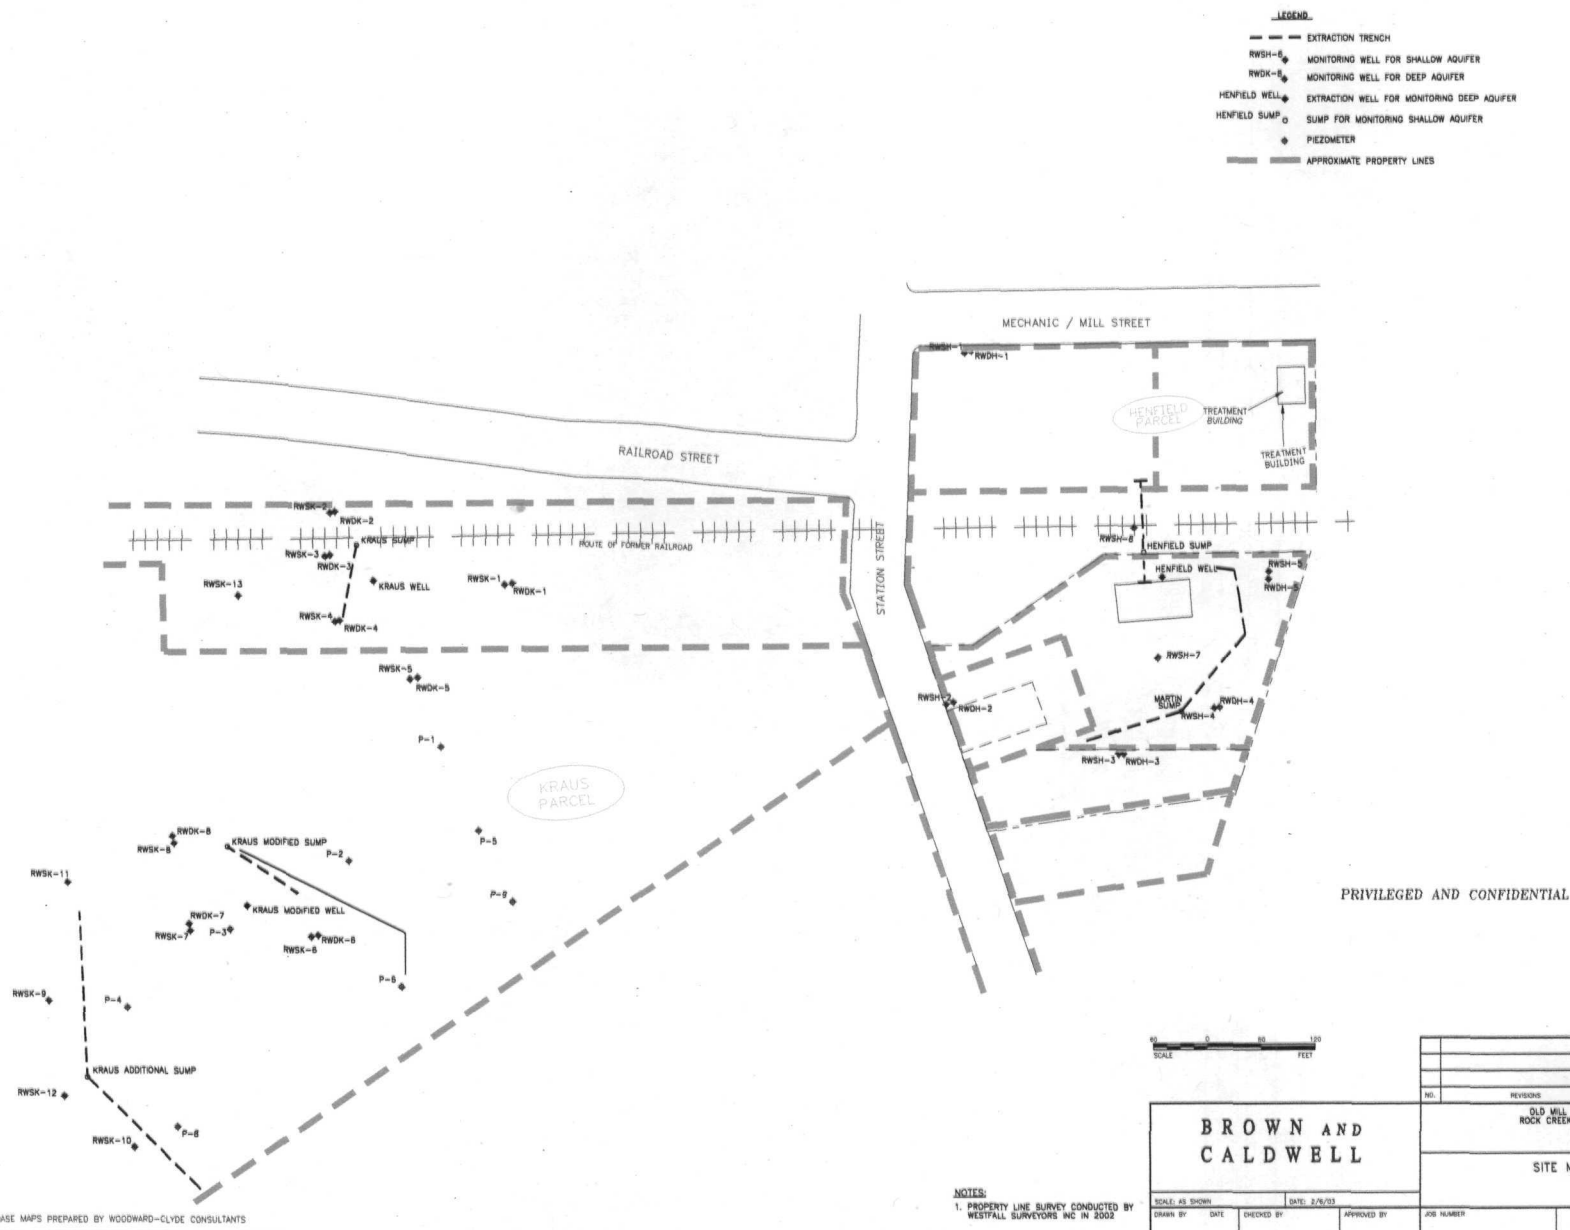 LEGEND
EXTRACTION TRENCH
RWSH-6
MONITORING WELL FOR SHALLOW AQUIFER
RWDK-8
MONITORING WELL FOR DEEP AQUIFER
HENFIELD WELL
EXTRACTION WELL FOR MONITORING DEEP AQUIFER
HENFIELD SUMP
SUMP FOR MONITORING SHALLOW AQUIFER
PIEZOMETER
APPROXIMATE PROPERTY LINES
MECHANIC / MILL STREET
RWSH-1
RWDH-1
HENFIELD
PARCEL
TREATMENT
BUILDING
TREATMENT
BUILDING
RAILROAD STREET
RWSK-2
RWDK-2
KRAUS SUMP
ROUTE OF FORMER RAILROAD
RWSK-3
RWDK-3
RWSK-13
KRAUS WELL
RWSK-1
RWDK-1
RWSK-4
RWDK-4
STATION STREET
RWSH-6
HENFIELD SUMP
HENFIELD WELL
RWSH-5
RWDH-5
RWSH-7
RWSK-5
RWDK-5
RWSH-2
RWDH-2
MARTIN
SUMP
RWSH-4
RWDH-4
RWSH-3
RWDH-3
P-1
KRAUS
PARCEL
RWDK-8
RWSK-8
KRAUS MODIFIED SUMP
P-2
P-5
RWSK-11
P-9
KRAUS MODIFIED WELL
RWDK-7
RWSK-7
P-3
RWSK-6
RWDK-6
P-6
RWSK-9
P-4
KRAUS ADDITIONAL SUMP
RWSK-12
P-8
RWSK-10
PRIVILEGED AND CONFIDENTIAL
60 0 60 120
SCALE FEET
NO. REVISIONS
BROWN AND
CALDWELL
OLD MILL
ROCK CREEK
SITE
SCALE: AS SHOWN DATE: 2/6/03
DRAWN BY DATE CHECKED BY APPROVED BY JOB NUMBER
NOTES:
1. PROPERTY LINE SURVEY CONDUCTED BY
WESTFALL SURVEYORS INC IN 2002
MAPS PREPARED BY WOODWARD-CLYDE CONSULTANTS